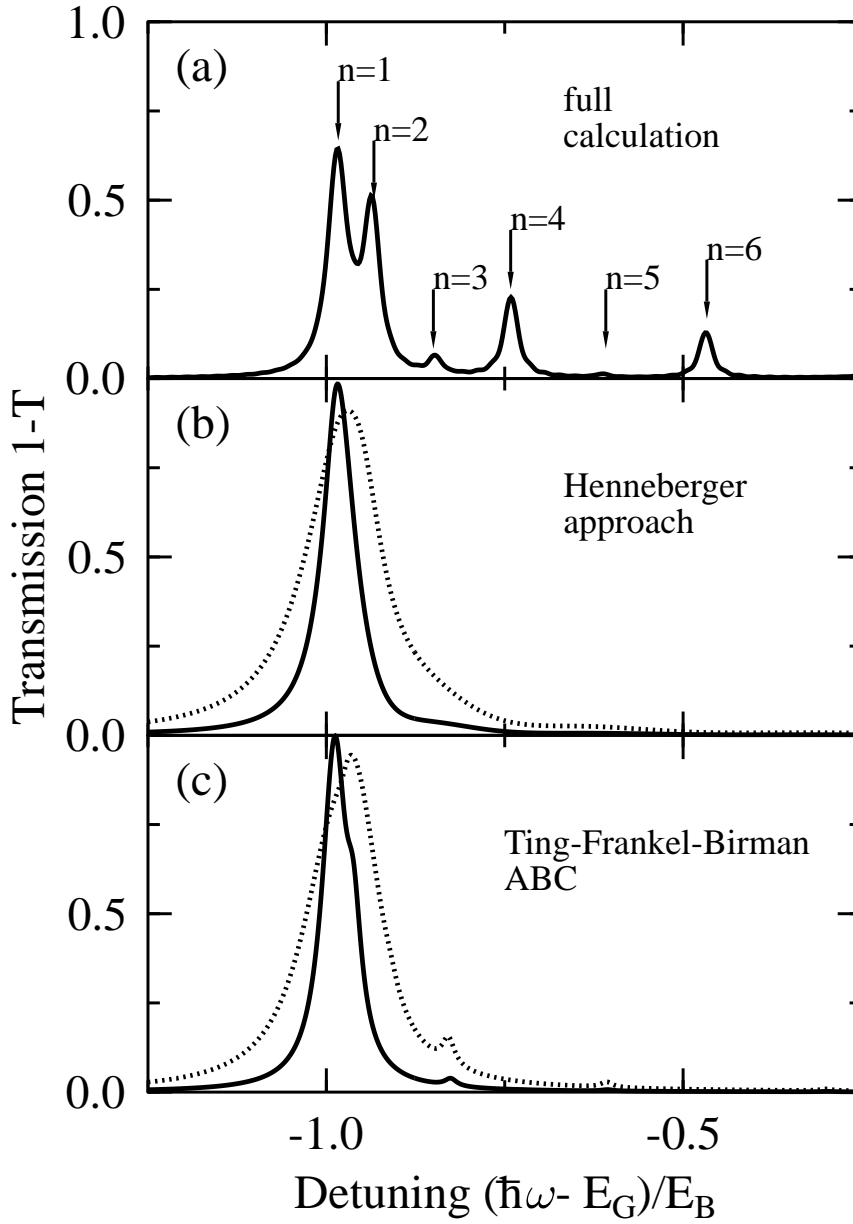 Transmission 1-T
1.0
(a)
n=1
n=2
full
calculation
0.5
n=3
n=4
n=5
n=6
0.0
(b)
Henneberger
approach
0.5
0.0
(c)
Ting-Frankel-Birman
ABC
0.5
0.0
-1.0
-0.5
Detuning (ħω- E_G)/E_B